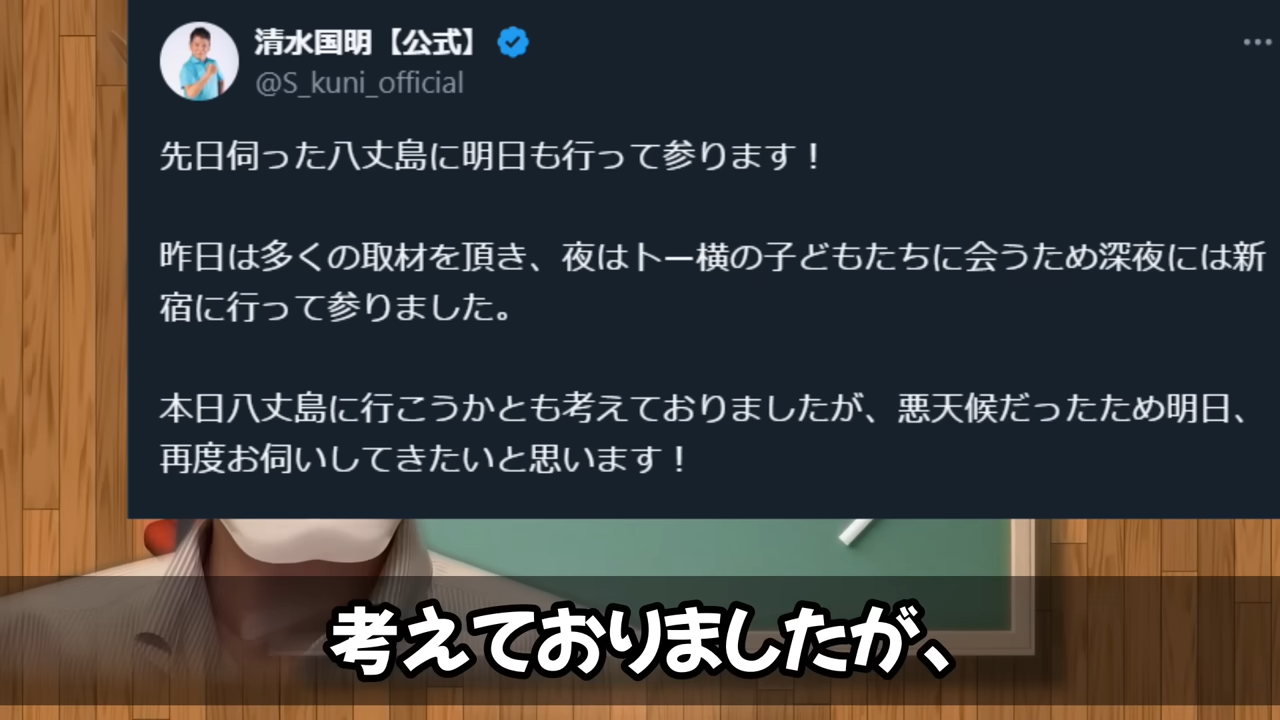 清水国明【公式】
@S_kuni_official
先日伺った八丈島に明日も行って参ります！
昨日は多くの取材を頂き、夜はトー横の子どもたちに会うため深夜には新
宿に行って参りました。
本日八丈島に行こうかとも考えておりましたが、悪天候だったため明日、
再度お伺いしてきたいと思います！
考えておりましたが、